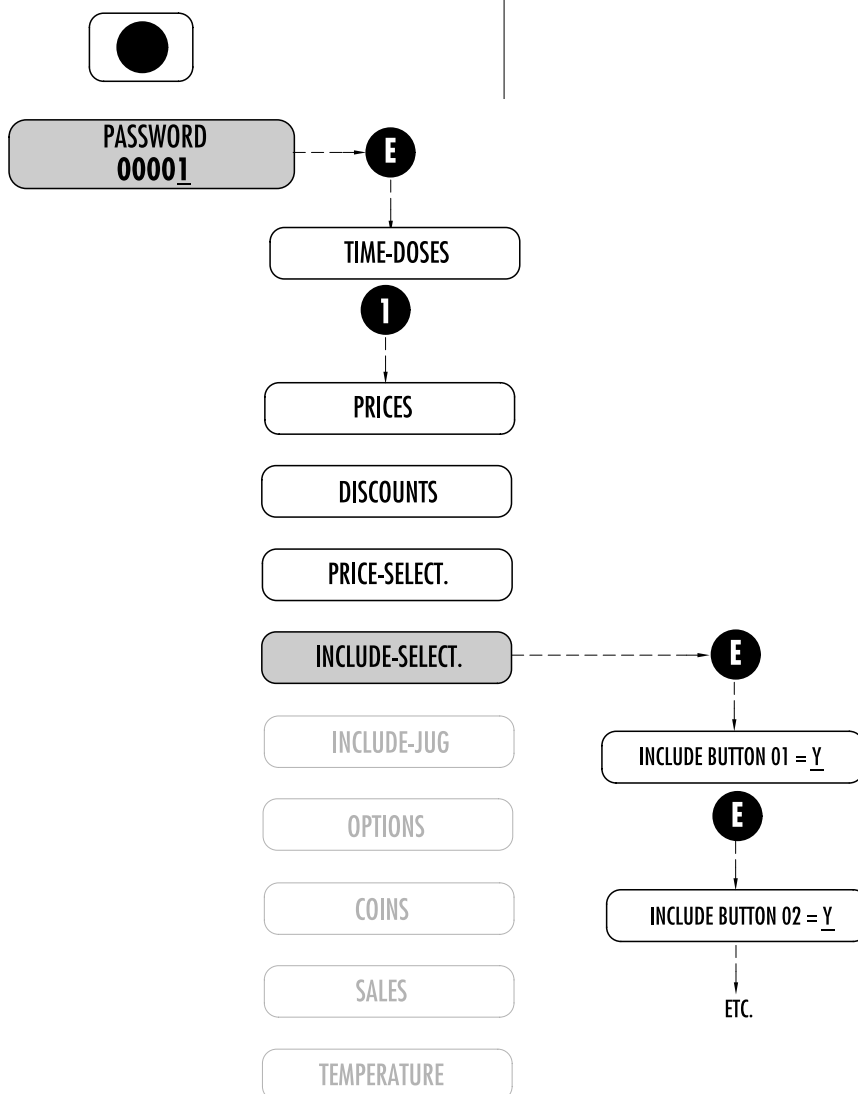 PASSWORD
00001
E
TIME-DOSES
1
PRICES
DISCOUNTS
PRICE-SELECT.
INCLUDE-SELECT.
E
INCLUDE-JUG
INCLUDE BUTTON 01 = Y
OPTIONS
E
COINS
INCLUDE BUTTON 02 = Y
SALES
ETC.
TEMPERATURE